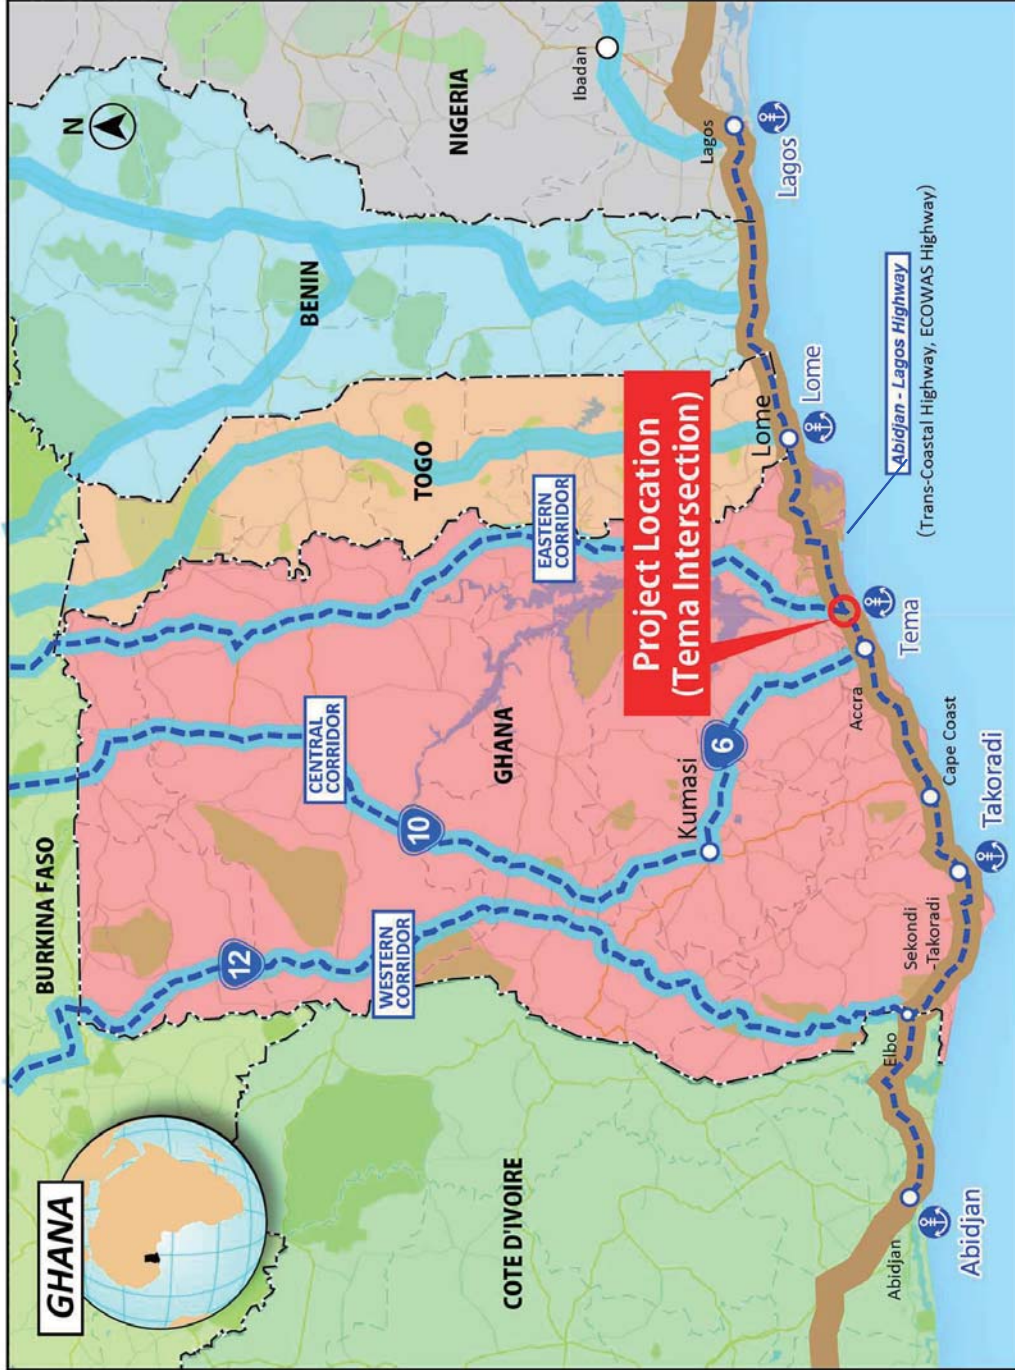 GHANA
N
BURKINA FASO
12
WESTERN
CORRIDOR
CENTRAL
CORRIDOR
10
GHANA
EASTERN
CORRIDOR
TOGO
BENIN
NIGERIA
Ibadan
COTE D'IVOIRE
Kumasi
6
Project Location
(Tema Intersection)
Lome
Lagos
Lagos
Lome
Abidjan - Lagos Highway
(Trans-Coastal Highway, ECOWAS Highway)
Tema
Accra
Cape Coast
Takoradi
Sekondi
-Takoradi
Elbo
Abidjan
Abidjan